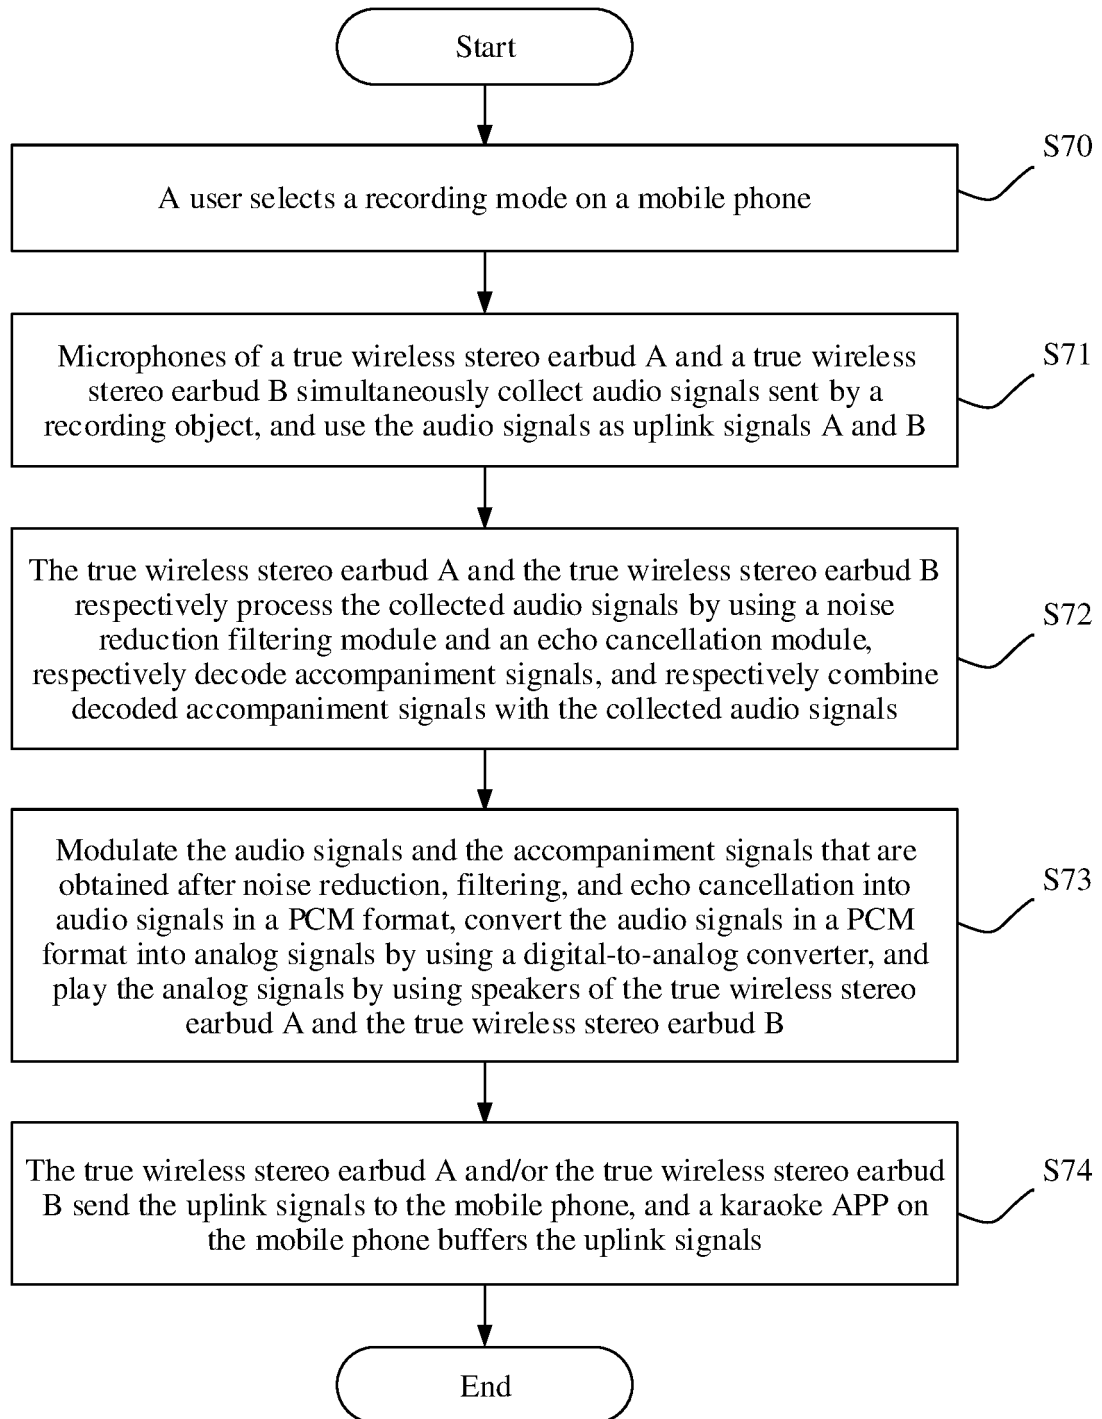 Start
S70
A user selects a recording mode on a mobile phone
S71
Microphones of a true wireless stereo earbud A and a true wireless
stereo earbud B simultaneously collect audio signals sent by a
recording object, and use the audio signals as uplink signals A and B
S72
The true wireless stereo earbud A and the true wireless stereo earbud B
respectively process the collected audio signals by using a noise
reduction filtering module and an echo cancellation module,
respectively decode accompaniment signals, and respectively combine
decoded accompaniment signals with the collected audio signals
S73
Modulate the audio signals and the accompaniment signals that are
obtained after noise reduction, filtering, and echo cancellation into
audio signals in a PCM format, convert the audio signals in a PCM
format into analog signals by using a digital-to-analog converter, and
play the analog signals by using speakers of the true wireless stereo
earbud A and the true wireless stereo earbud B
S74
The true wireless stereo earbud A and/or the true wireless stereo earbud
B send the uplink signals to the mobile phone, and a karaoke APP on
the mobile phone buffers the uplink signals
End